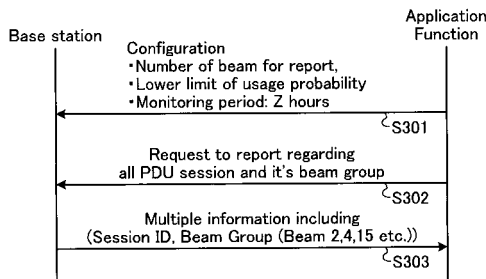 Base station
Application
Function
Configuration
・Number of beam for report,
・Lower limit of usage probability
・Monitoring period: Z hours
S301
Request to report regarding
all PDU session and it's beam group
S302
Multiple information including
(Session ID, Beam Group (Beam 2,4,15 etc.))
S303